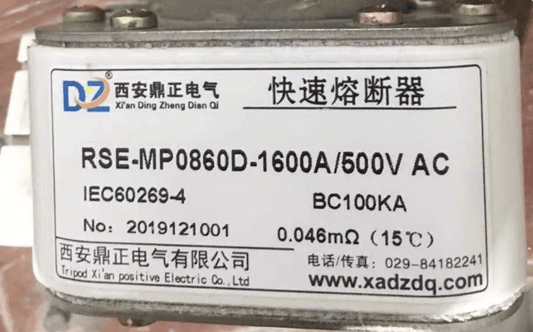 DZ 西安鼎正电气 快速熔断器
Xi'an Ding Zheng Dian Qi
RSE-MP0860D-1600A/500V AC
IEC60269-4 BC100KA
No: 2019121001 0.046mΩ (15℃)
西安鼎正电气有限公司 电话/传真: 029-84182241
Tripod Xi'an positive Electric Co.,Ltd www.xadzdq.com